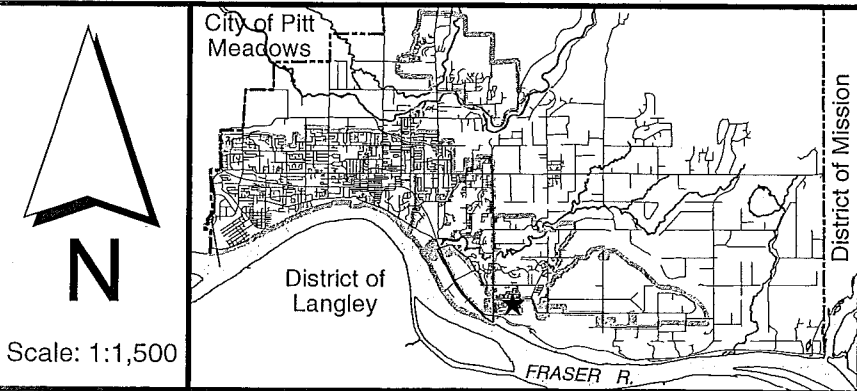 City of Pitt
Meadows
District of Mission
District of
Langley
N
Scale: 1:1,500
FRASER R.